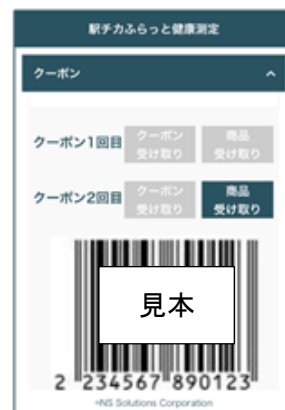 駅チカふらっと健康測定
クーポン
クーポン1回目 クーポン受け取り 商品受け取り
クーポン2回目 クーポン受け取り 商品受け取り
見本
2 234567 890123
©NS Solutions Corporation